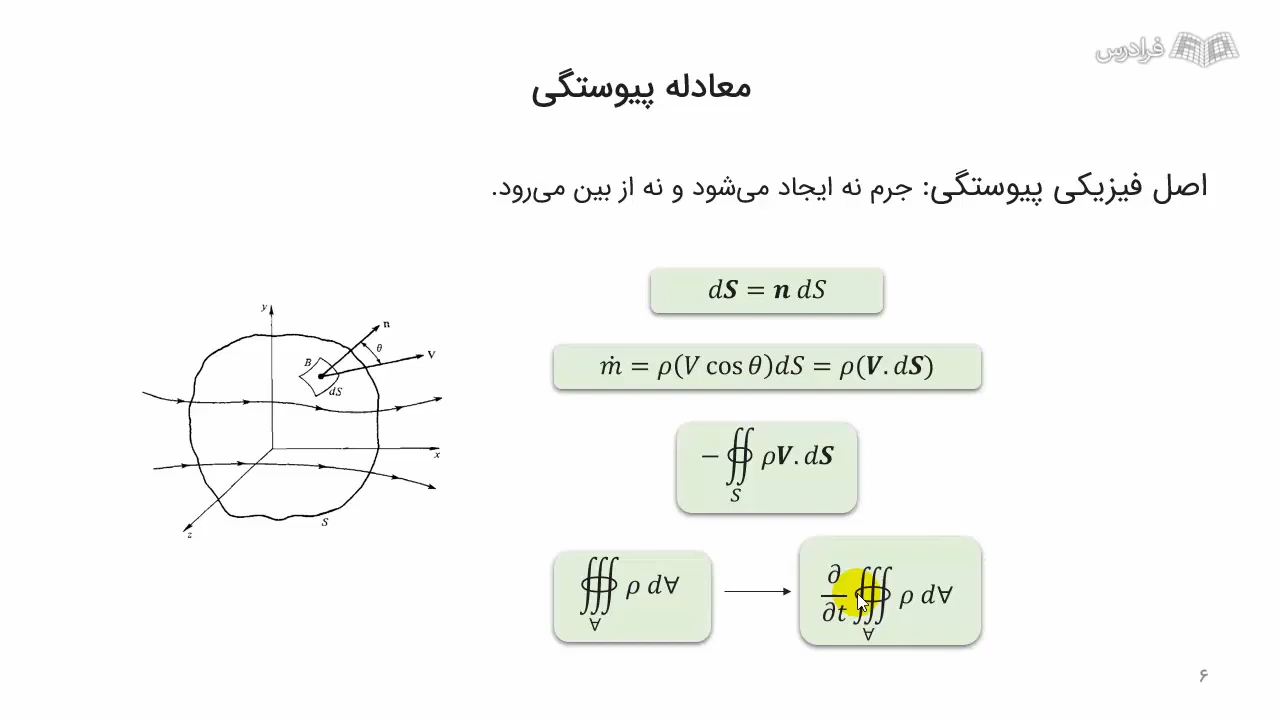 فرادرس
معادله پیوستگی
اصل فیزیکی پیوستگی: جرم نه ایجاد می‌شود و نه از بین می‌رود.
dS = n dS
ṁ = ρ(V cos θ)dS = ρ(V.dS)
− ∯_S ρV.dS
∰_∀ ρ d∀
∂/∂t ∰_∀ ρ d∀
y
n
θ
V
B
dS
x
S
z
۶